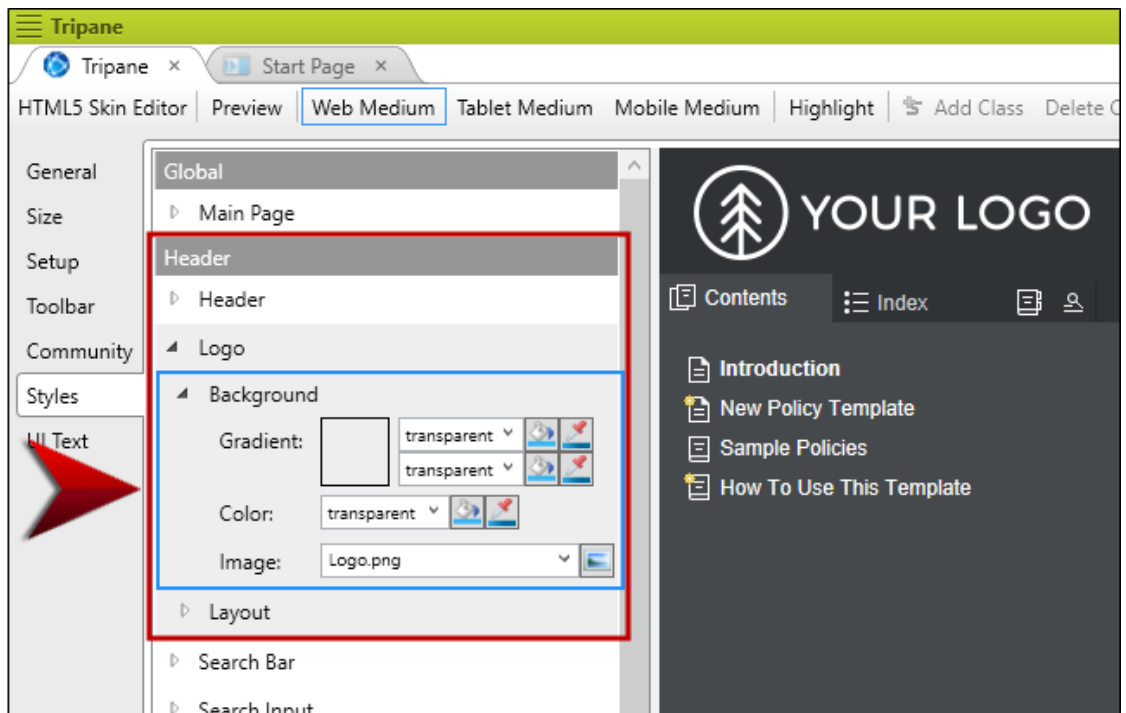 Tripane
Tripane × Start Page ×
HTML5 Skin Editor Preview Web Medium Tablet Medium Mobile Medium Highlight Add Class Delete
General
Size
Setup
Toolbar
Community
Styles
UI Text
Global
Main Page
Header
Header
Logo
Background
Gradient: transparent
transparent
Color: transparent
Image: Logo.png
Layout
Search Bar
Search Input
YOUR LOGO
Contents Index
Introduction
New Policy Template
Sample Policies
How To Use This Template